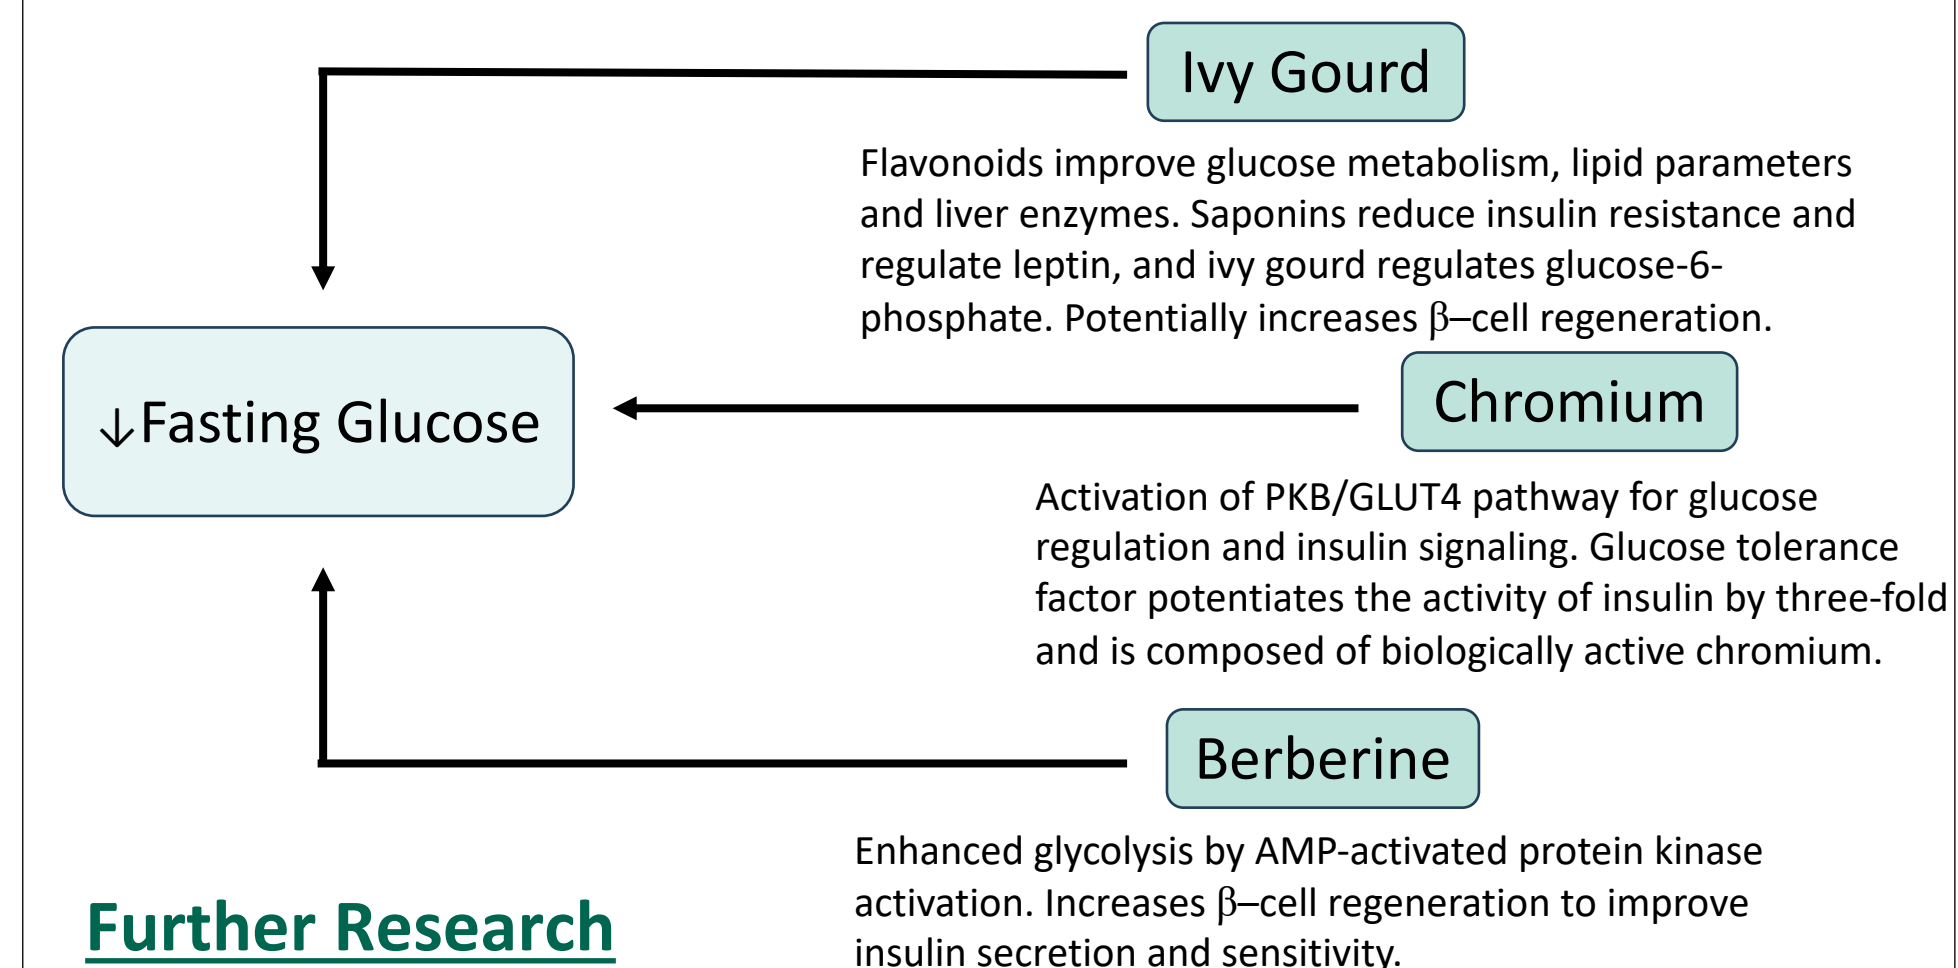 Ivy Gourd
Flavonoids improve glucose metabolism, lipid parameters
and liver enzymes. Saponins reduce insulin resistance and
regulate leptin, and ivy gourd regulates glucose-6-
phosphate. Potentially increases β–cell regeneration.
↓Fasting Glucose
Chromium
Activation of PKB/GLUT4 pathway for glucose
regulation and insulin signaling. Glucose tolerance
factor potentiates the activity of insulin by three-fold
and is composed of biologically active chromium.
Berberine
Enhanced glycolysis by AMP-activated protein kinase
activation. Increases β–cell regeneration to improve
insulin secretion and sensitivity.
Further Research